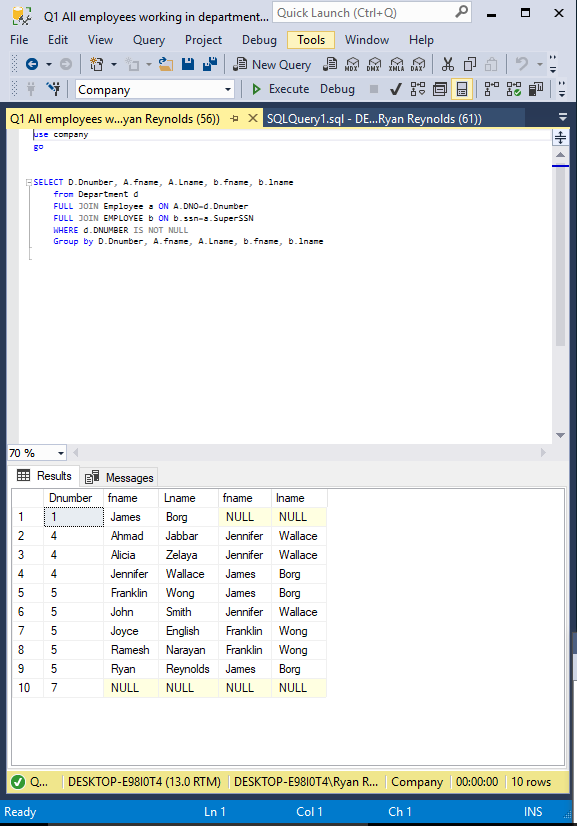 Q1 All employees working in department...
Quick Launch (Ctrl+Q)
File Edit View Query Project Debug Tools Window Help
New Query MDX DMX XMLA DAX
Company Execute Debug
Q1 All employees w...yan Reynolds (56)) SQLQuery1.sql - DE...Ryan Reynolds (61))
use company
go
SELECT D.Dnumber, A.fname, A.Lname, b.fname, b.lname
from Department d
FULL JOIN Employee a ON A.DNO=d.Dnumber
FULL JOIN EMPLOYEE b ON b.ssn=a.SuperSSN
WHERE d.DNUMBER IS NOT NULL
Group by D.Dnumber, A.fname, A.Lname, b.fname, b.lname
70 %
Results Messages
Dnumber fname Lname fname lname
1 1 James Borg NULL NULL
2 4 Ahmad Jabbar Jennifer Wallace
3 4 Alicia Zelaya Jennifer Wallace
4 4 Jennifer Wallace James Borg
5 5 Franklin Wong James Borg
6 5 John Smith Jennifer Wallace
7 5 Joyce English Franklin Wong
8 5 Ramesh Narayan Franklin Wong
9 5 Ryan Reynolds James Borg
10 7 NULL NULL NULL NULL
Q... DESKTOP-E98I0T4 (13.0 RTM) DESKTOP-E98I0T4\Ryan R... Company 00:00:00 10 rows
Ready Ln 1 Col 1 Ch 1 INS